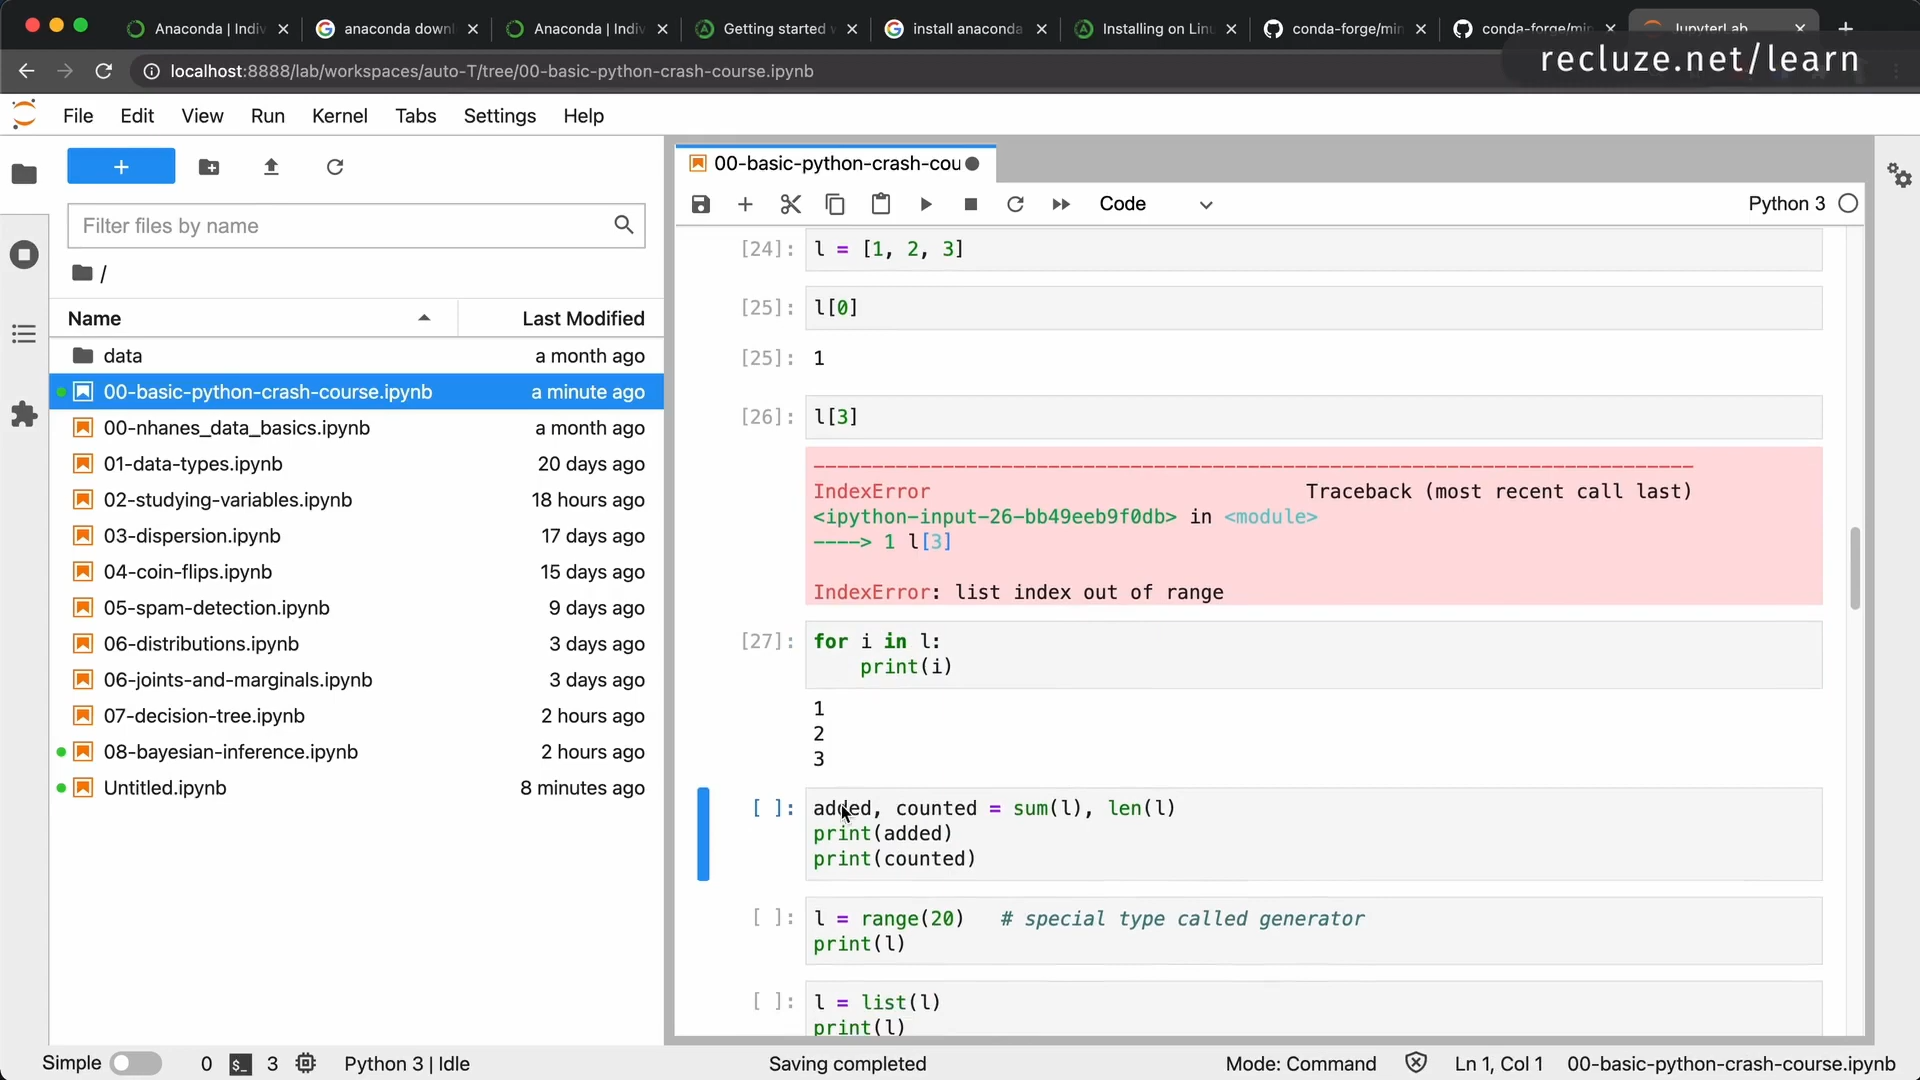 Anaconda | Indiv
anaconda downl
Anaconda | Indiv
Getting started w
install anaconda
Installing on Linu
conda-forge/min
conda-forge/min
JupyterLab
recluze.net/learn
localhost:8888/lab/workspaces/auto-T/tree/00-basic-python-crash-course.ipynb
File Edit View Run Kernel Tabs Settings Help
00-basic-python-crash-cou
Filter files by name
Code
Python 3
/
Name Last Modified
data a month ago
00-basic-python-crash-course.ipynb a minute ago
00-nhanes_data_basics.ipynb a month ago
01-data-types.ipynb 20 days ago
02-studying-variables.ipynb 18 hours ago
03-dispersion.ipynb 17 days ago
04-coin-flips.ipynb 15 days ago
05-spam-detection.ipynb 9 days ago
06-distributions.ipynb 3 days ago
06-joints-and-marginals.ipynb 3 days ago
07-decision-tree.ipynb 2 hours ago
08-bayesian-inference.ipynb 2 hours ago
Untitled.ipynb 8 minutes ago
[24]: l = [1, 2, 3]
[25]: l[0]
[25]: 1
[26]: l[3]
---------------------------------------------------------------------------
IndexError Traceback (most recent call last)
<ipython-input-26-bb49eeb9f0db> in <module>
----> 1 l[3]
IndexError: list index out of range
[27]: for i in l:
print(i)
1
2
3
[ ]: added, counted = sum(l), len(l)
print(added)
print(counted)
[ ]: l = range(20) # special type called generator
print(l)
[ ]: l = list(l)
print(l)
Simple 0 $_ 3 Python 3 | Idle Saving completed Mode: Command Ln 1, Col 1 00-basic-python-crash-course.ipynb